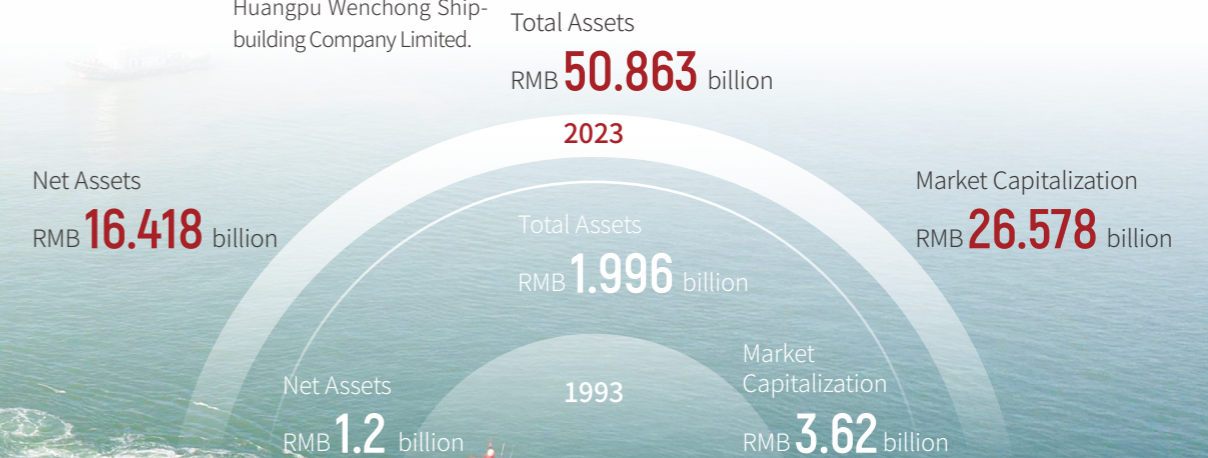 Huangpu Wenchong Ship-
building Company Limited.
Total Assets
RMB 50.863 billion
2023
Net Assets
RMB 16.418 billion
Market Capitalization
RMB 26.578 billion
Total Assets
RMB 1.996 billion
1993
Net Assets
RMB 1.2 billion
Market
Capitalization
RMB 3.62 billion